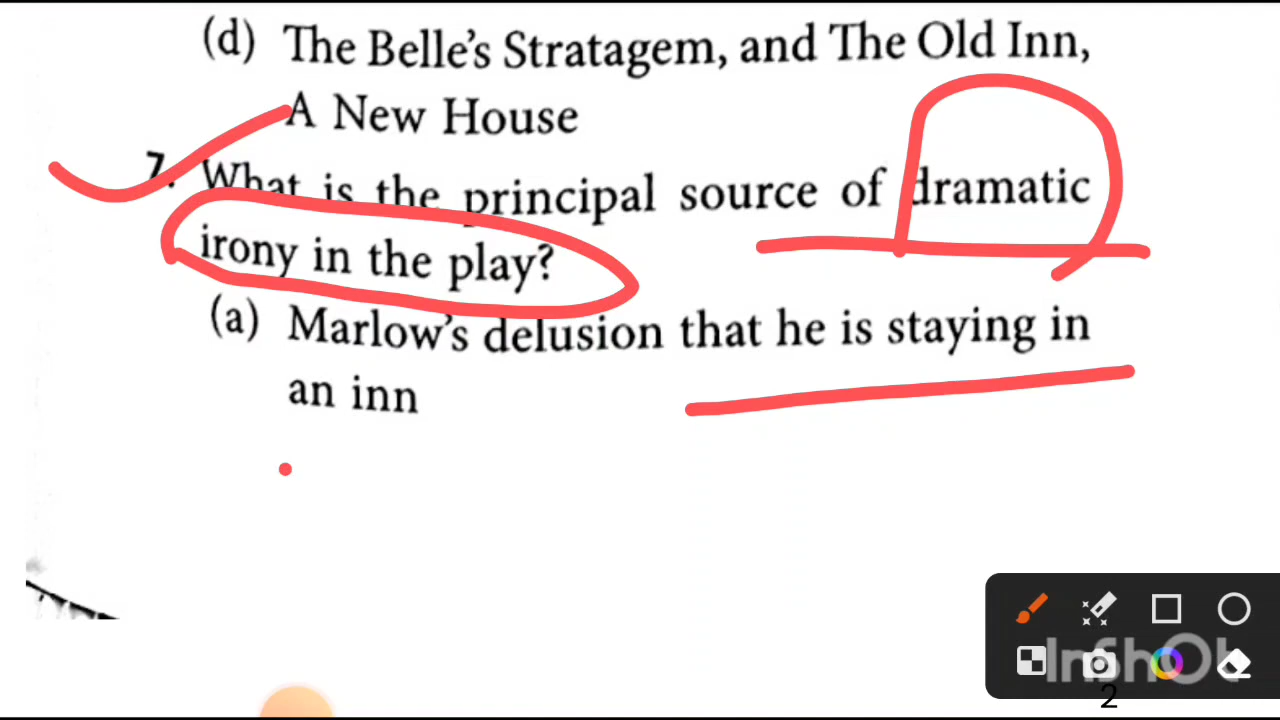 (d) The Belle's Stratagem, and The Old Inn,
A New House
7. What is the principal source of dramatic
irony in the play?
(a) Marlow's delusion that he is staying in
an inn
InShOt
2